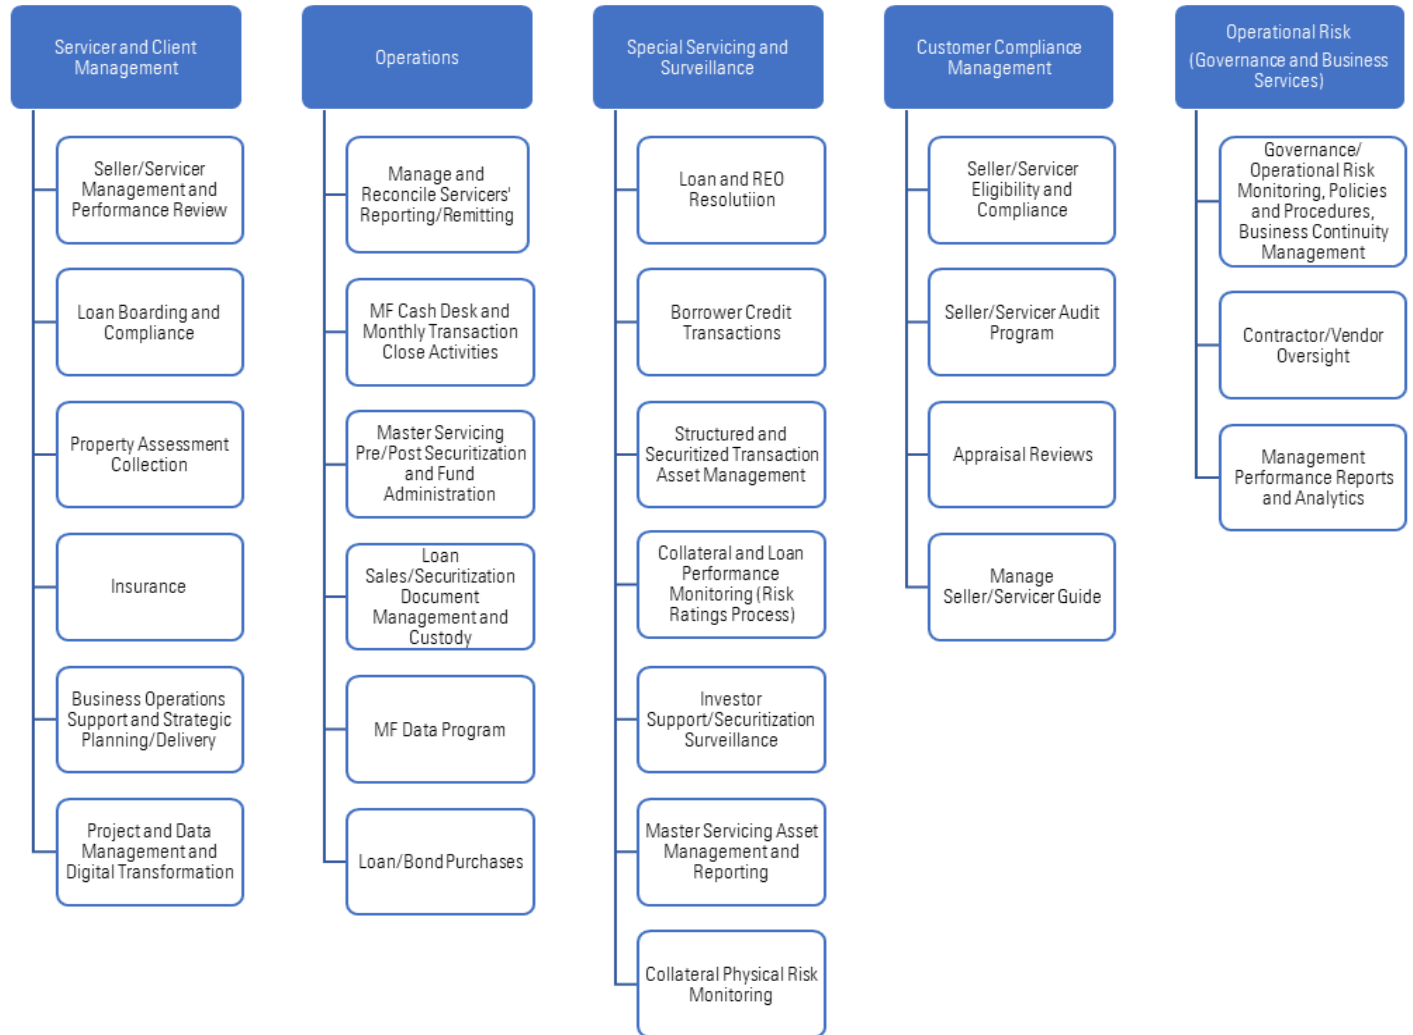 Servicer and Client
Management
Seller/Servicer
Management and
Performance Review
Loan Boarding and
Compliance
Property Assessment
Collection
Insurance
Business Operations
Support and Strategic
Planning/Delivery
Project and Data
Management and
Digital Transformation
Operations
Manage and
Reconcile Servicers'
Reporting/Remitting
MF Cash Desk and
Monthly Transaction
Close Activities
Master Servicing
Pre/Post Securitization
and Fund
Administration
Loan
Sales/Securitization
Document
Management and
Custody
MF Data Program
Loan/Bond Purchases
Special Servicing and
Surveillance
Loan and REO
Resolutiion
Borrower Credit
Transactions
Structured and
Securitized Transaction
Asset Management
Collateral and Loan
Performance
Monitoring (Risk
Ratings Process)
Investor
Support/Securitization
Surveillance
Master Servicing Asset
Management and
Reporting
Collateral Physical Risk
Monitoring
Customer Compliance
Management
Seller/Servicer
Eligibility and
Compliance
Seller/Servicer Audit
Program
Appraisal Reviews
Manage
Seller/Servicer Guide
Operational Risk
(Governance and Business
Services)
Governance/
Operational Risk
Monitoring, Policies
and Procedures,
Business Continuity
Management
Contractor/Vendor
Oversight
Management
Performance Reports
and Analytics